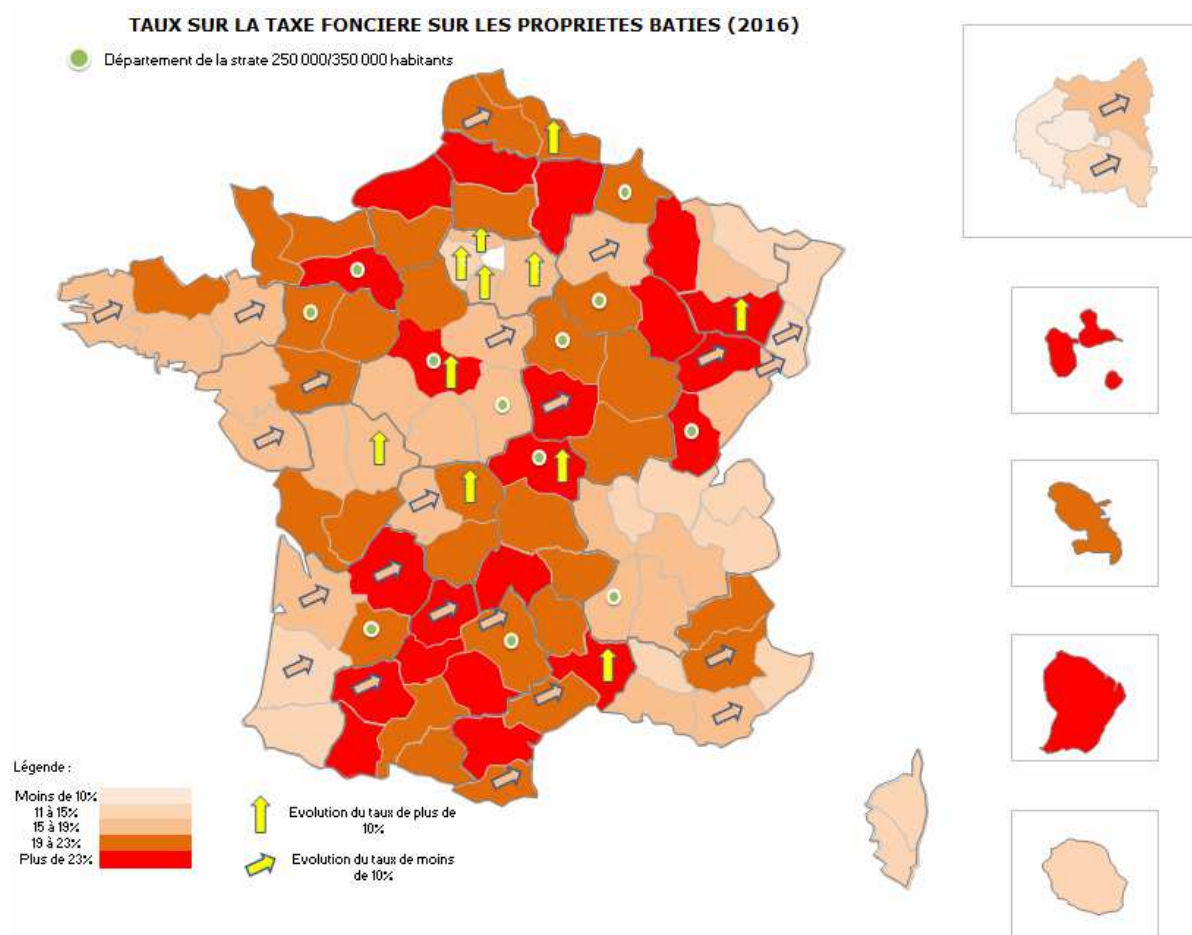 TAUX SUR LA TAXE FONCIERE SUR LES PROPRIETES BATIES (2016)
Département de la strate 250 000/350 000 habitants
Légende :
Moins de 10%
11 à 15%
15 à 19%
19 à 23%
Plus de 23%
Evolution du taux de plus de
10%
Evolution du taux de moins
de 10%